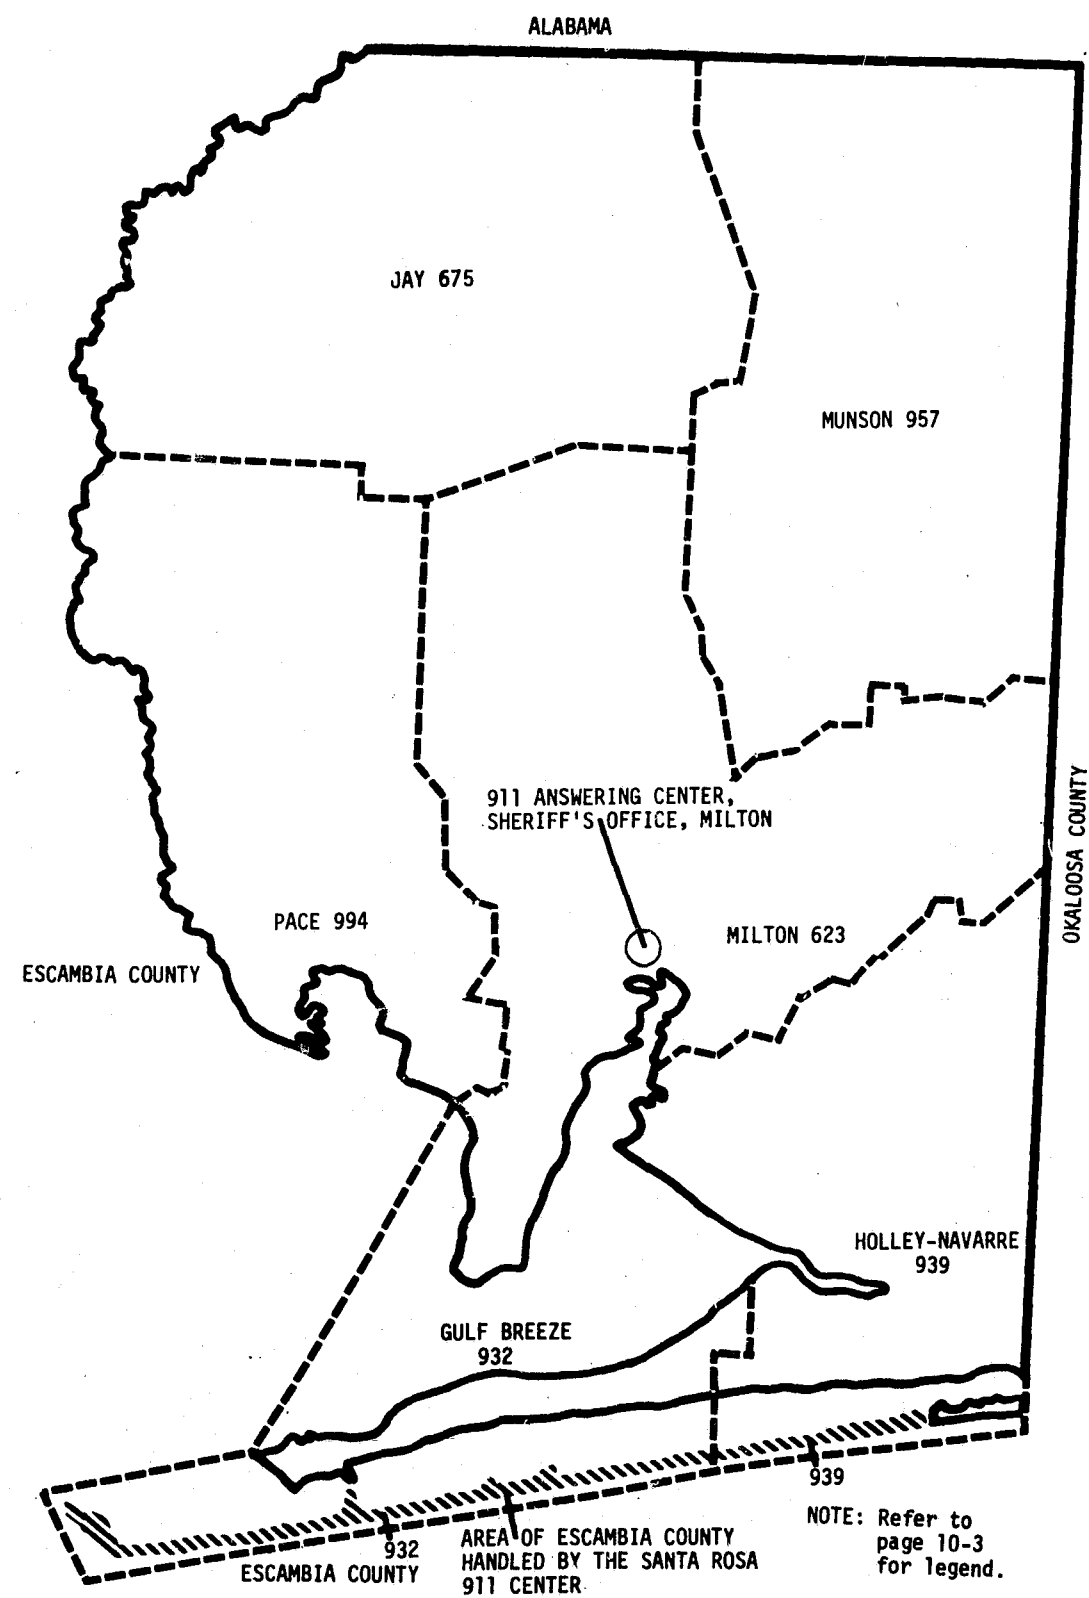 ALABAMA
JAY 675
MUNSON 957
911 ANSWERING CENTER,
SHERIFF'S OFFICE, MILTON
OKALOOSA COUNTY
PACE 994
MILTON 623
ESCAMBIA COUNTY
HOLLEY-NAVARRE
939
GULF BREEZE
932
939
NOTE: Refer to
page 10-3
for legend.
932
ESCAMBIA COUNTY
AREA OF ESCAMBIA COUNTY
HANDLED BY THE SANTA ROSA
911 CENTER